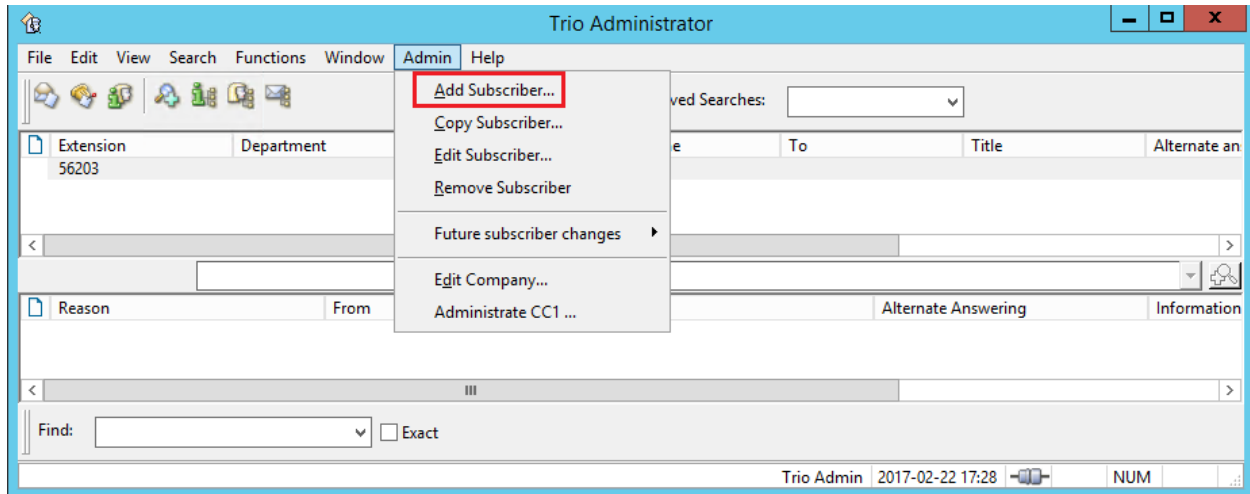 Trio Administrator
File Edit View Search Functions Window Admin Help
Add Subscriber...
ved Searches:
Copy Subscriber...
Extension Department e To Title Alternate an
Edit Subscriber...
56203
Remove Subscriber
Future subscriber changes
Edit Company...
Reason From Alternate Answering Information
Administrate CC1 ...
Find: Exact
Trio Admin 2017-02-22 17:28 NUM